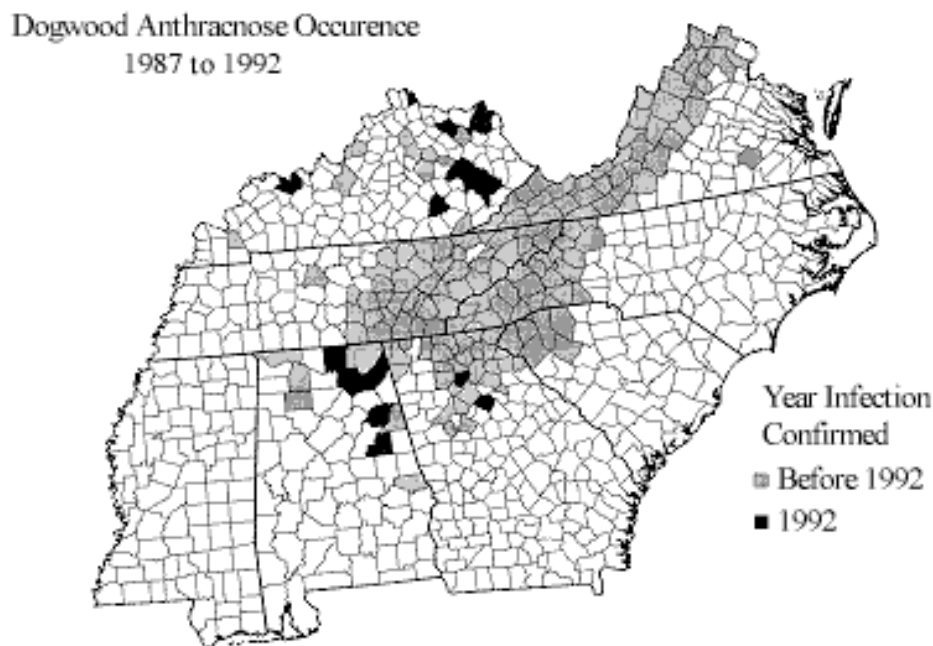 Dogwood Anthracnose Occurence
1987 to 1992
Year Infection
Confirmed
Before 1992
1992